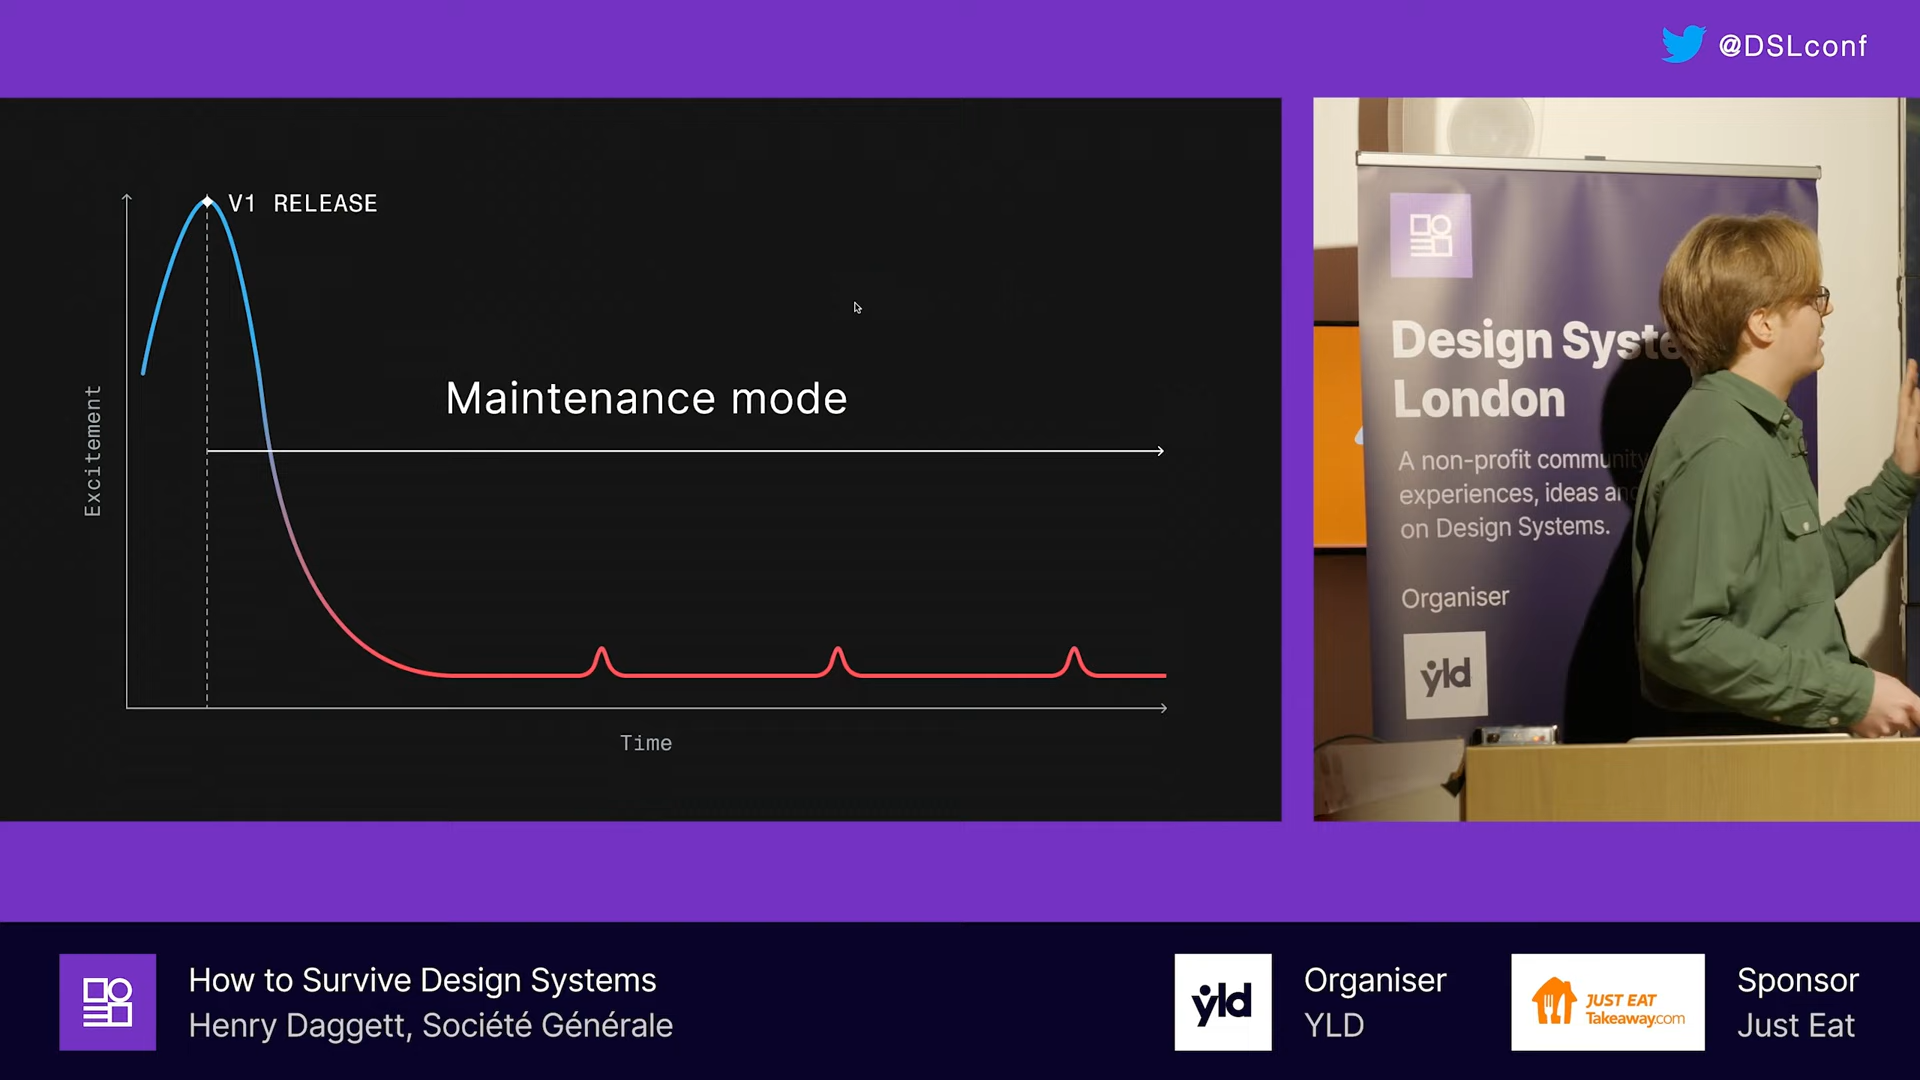 @DSLconf
V1 RELEASE
Maintenance mode
Excitement
Time
Design Syste
London
A non-profit community
experiences, ideas an
on Design Systems.
Organiser
yld
How to Survive Design Systems
Henry Daggett, Société Générale
yld
Organiser
YLD
JUST EAT
Takeaway.com
Sponsor
Just Eat